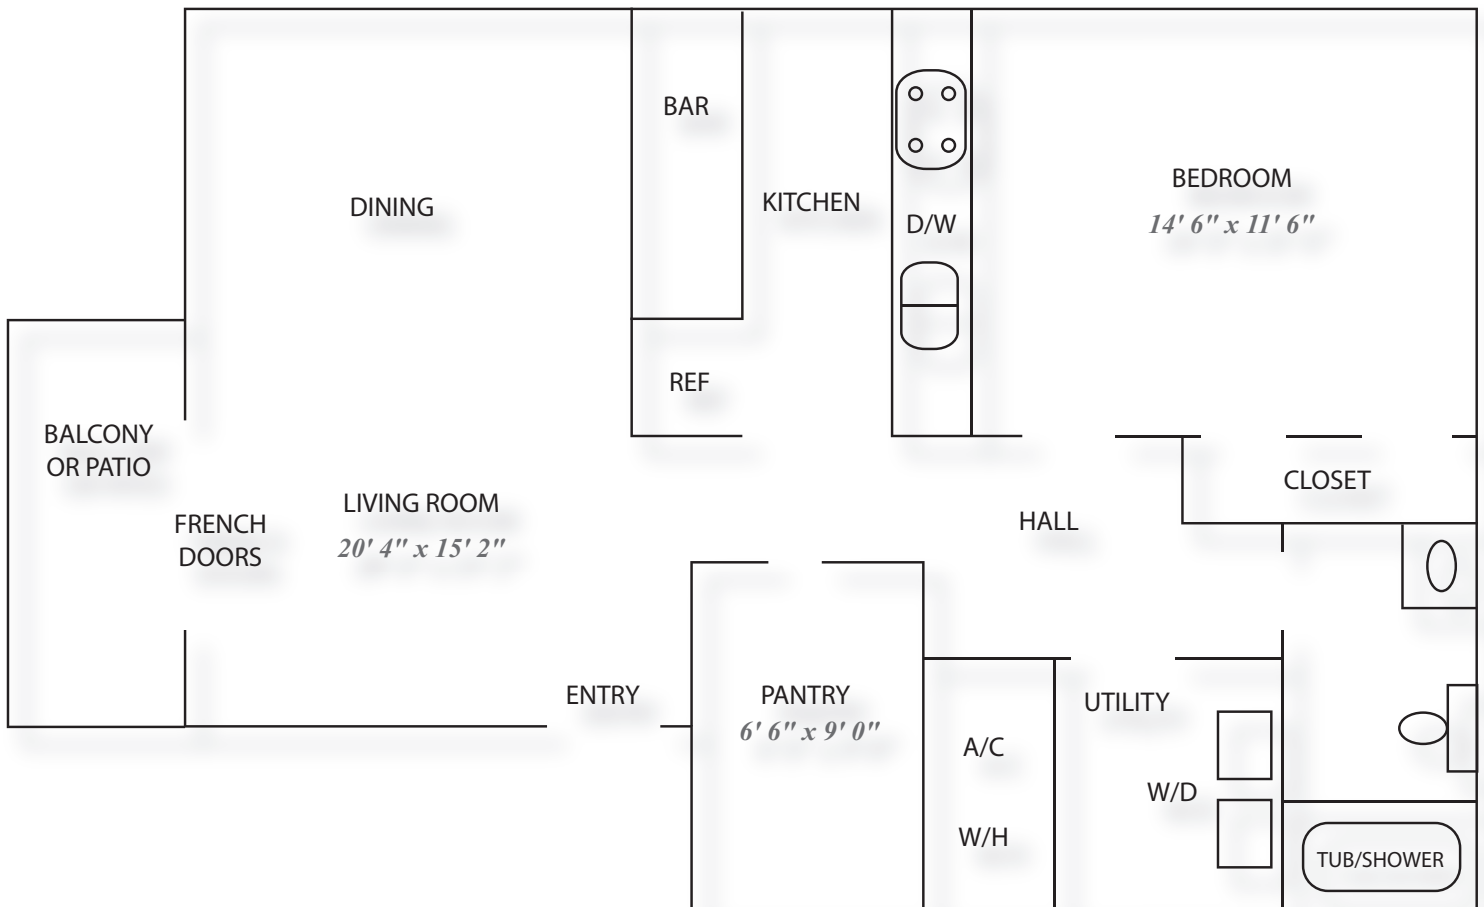 BAR
BEDROOM
14' 6" x 11' 6"
KITCHEN
DINING
D/W
REF
BALCONY
OR PATIO
CLOSET
LIVING ROOM
20' 4" x 15' 2"
FRENCH
DOORS
HALL
ENTRY
PANTRY
6' 6" x 9' 0"
UTILITY
A/C
W/D
W/H
TUB/SHOWER